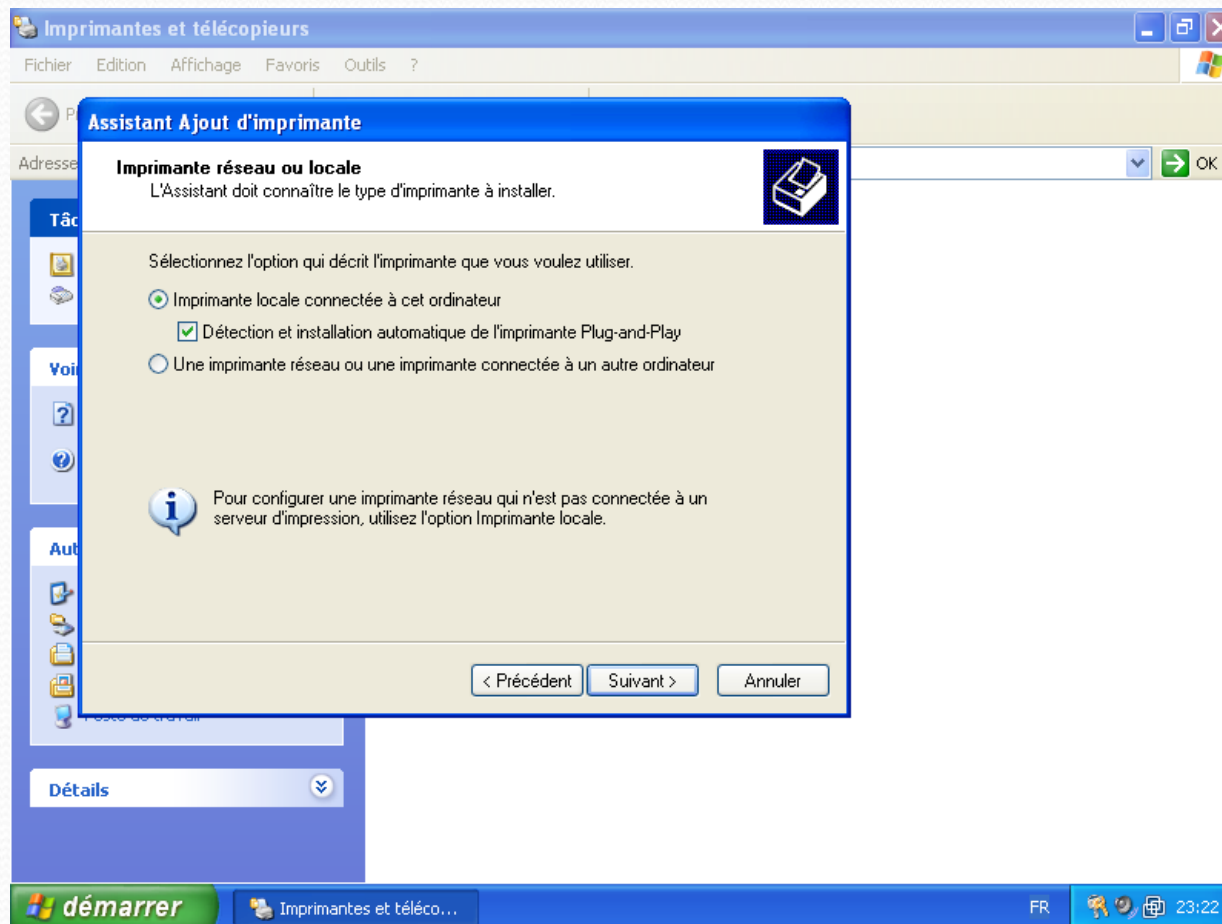 Imprimantes et télécopieurs
Fichier Edition Affichage Favoris Outils ?
Assistant Ajout d'imprimante
Adresse
OK
Imprimante réseau ou locale
L'Assistant doit connaître le type d'imprimante à installer.
Sélectionnez l'option qui décrit l'imprimante que vous voulez utiliser.
Imprimante locale connectée à cet ordinateur
Détection et installation automatique de l'imprimante Plug-and-Play
Une imprimante réseau ou une imprimante connectée à un autre ordinateur
Pour configurer une imprimante réseau qui n'est pas connectée à un
serveur d'impression, utilisez l'option Imprimante locale.
< Précédent Suivant > Annuler
Détails
démarrer Imprimantes et téléco... FR 23:22